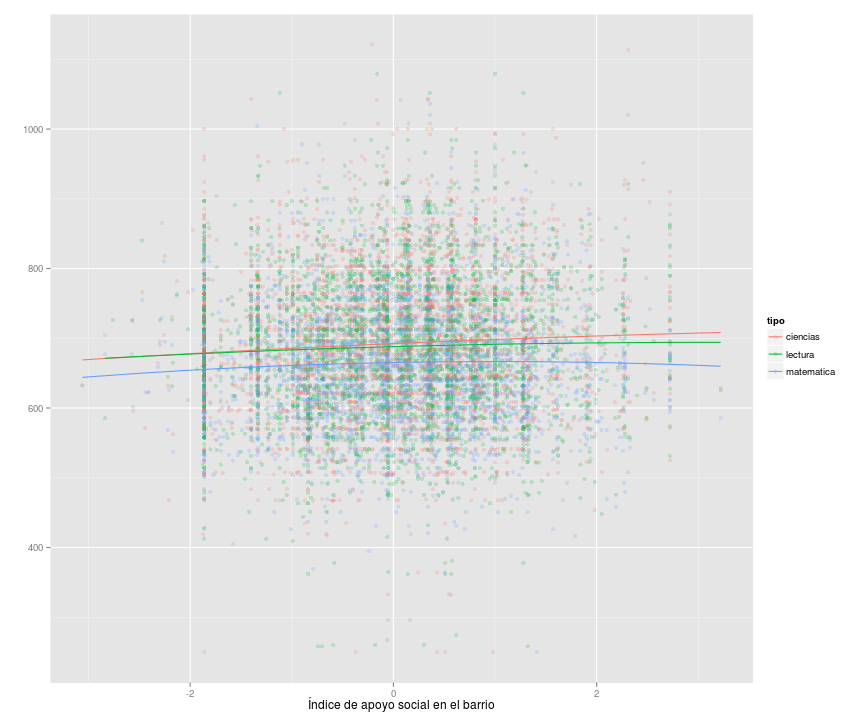 1000
800
600
400
-2
0
2
Índice de apoyo social en el barrio
tipo
ciencias
lectura
matematica